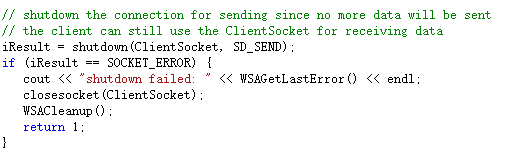 // shutdown the connection for sending since no more data will be sent
// the client can still use the ClientSocket for receiving data
iResult = shutdown(ClientSocket, SD_SEND);
if (iResult == SOCKET_ERROR) {
   cout << "shutdown failed: " << WSAGetLastError() << endl;
   closesocket(ClientSocket);
   WSACleanup();
   return 1;
}